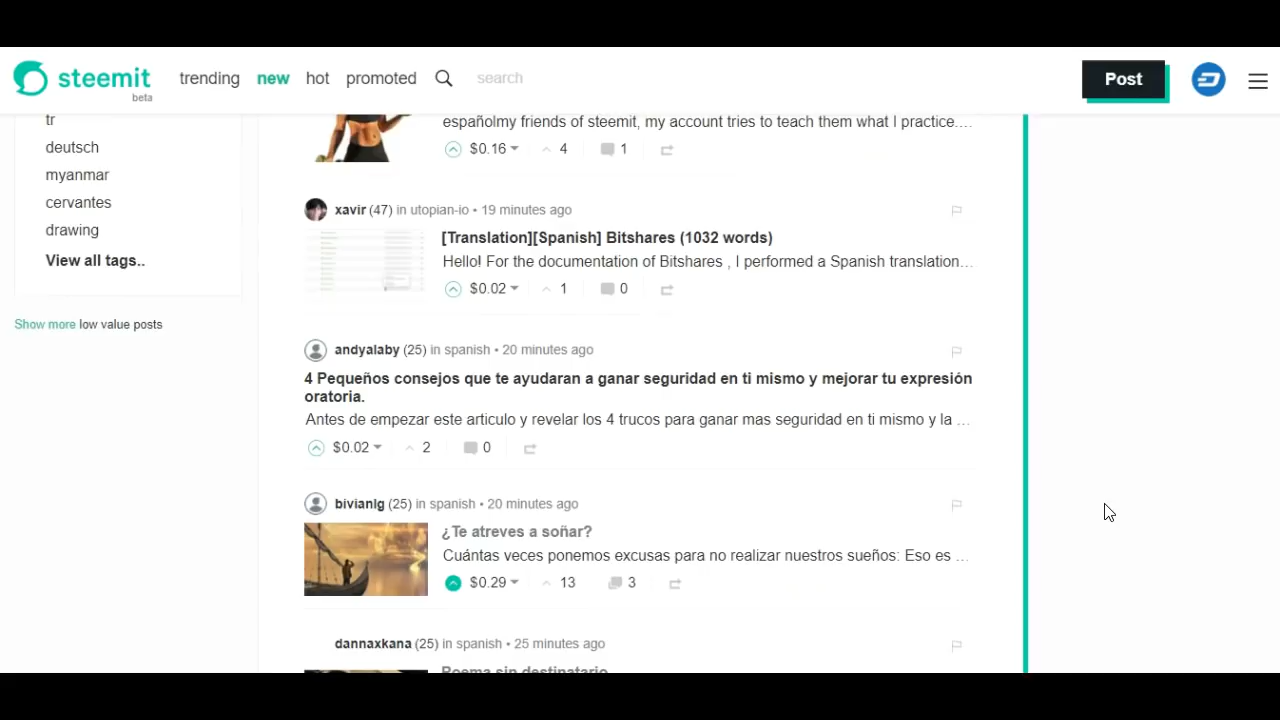 steemit
beta
trending new hot promoted search
Post
tr
deutsch
myanmar
cervantes
drawing
View all tags..
Show more low value posts
españolmy friends of steemit, my account tries to teach them what I practice....
$0.16 4 1
xavir (47) in utopian-io • 19 minutes ago
[Translation][Spanish] Bitshares (1032 words)
Hello! For the documentation of Bitshares , I performed a Spanish translation...
$0.02 1 0
andyalaby (25) in spanish • 20 minutes ago
4 Pequeños consejos que te ayudaran a ganar seguridad en ti mismo y mejorar tu expresión
oratoria.
Antes de empezar este articulo y revelar los 4 trucos para ganar mas seguridad en ti mismo y la ...
$0.02 2 0
bivianlg (25) in spanish • 20 minutes ago
¿Te atreves a soñar?
Cuántas veces ponemos excusas para no realizar nuestros sueños: Eso es ...
$0.29 13 3
dannaxkana (25) in spanish • 25 minutes ago
Poema sin destinatario